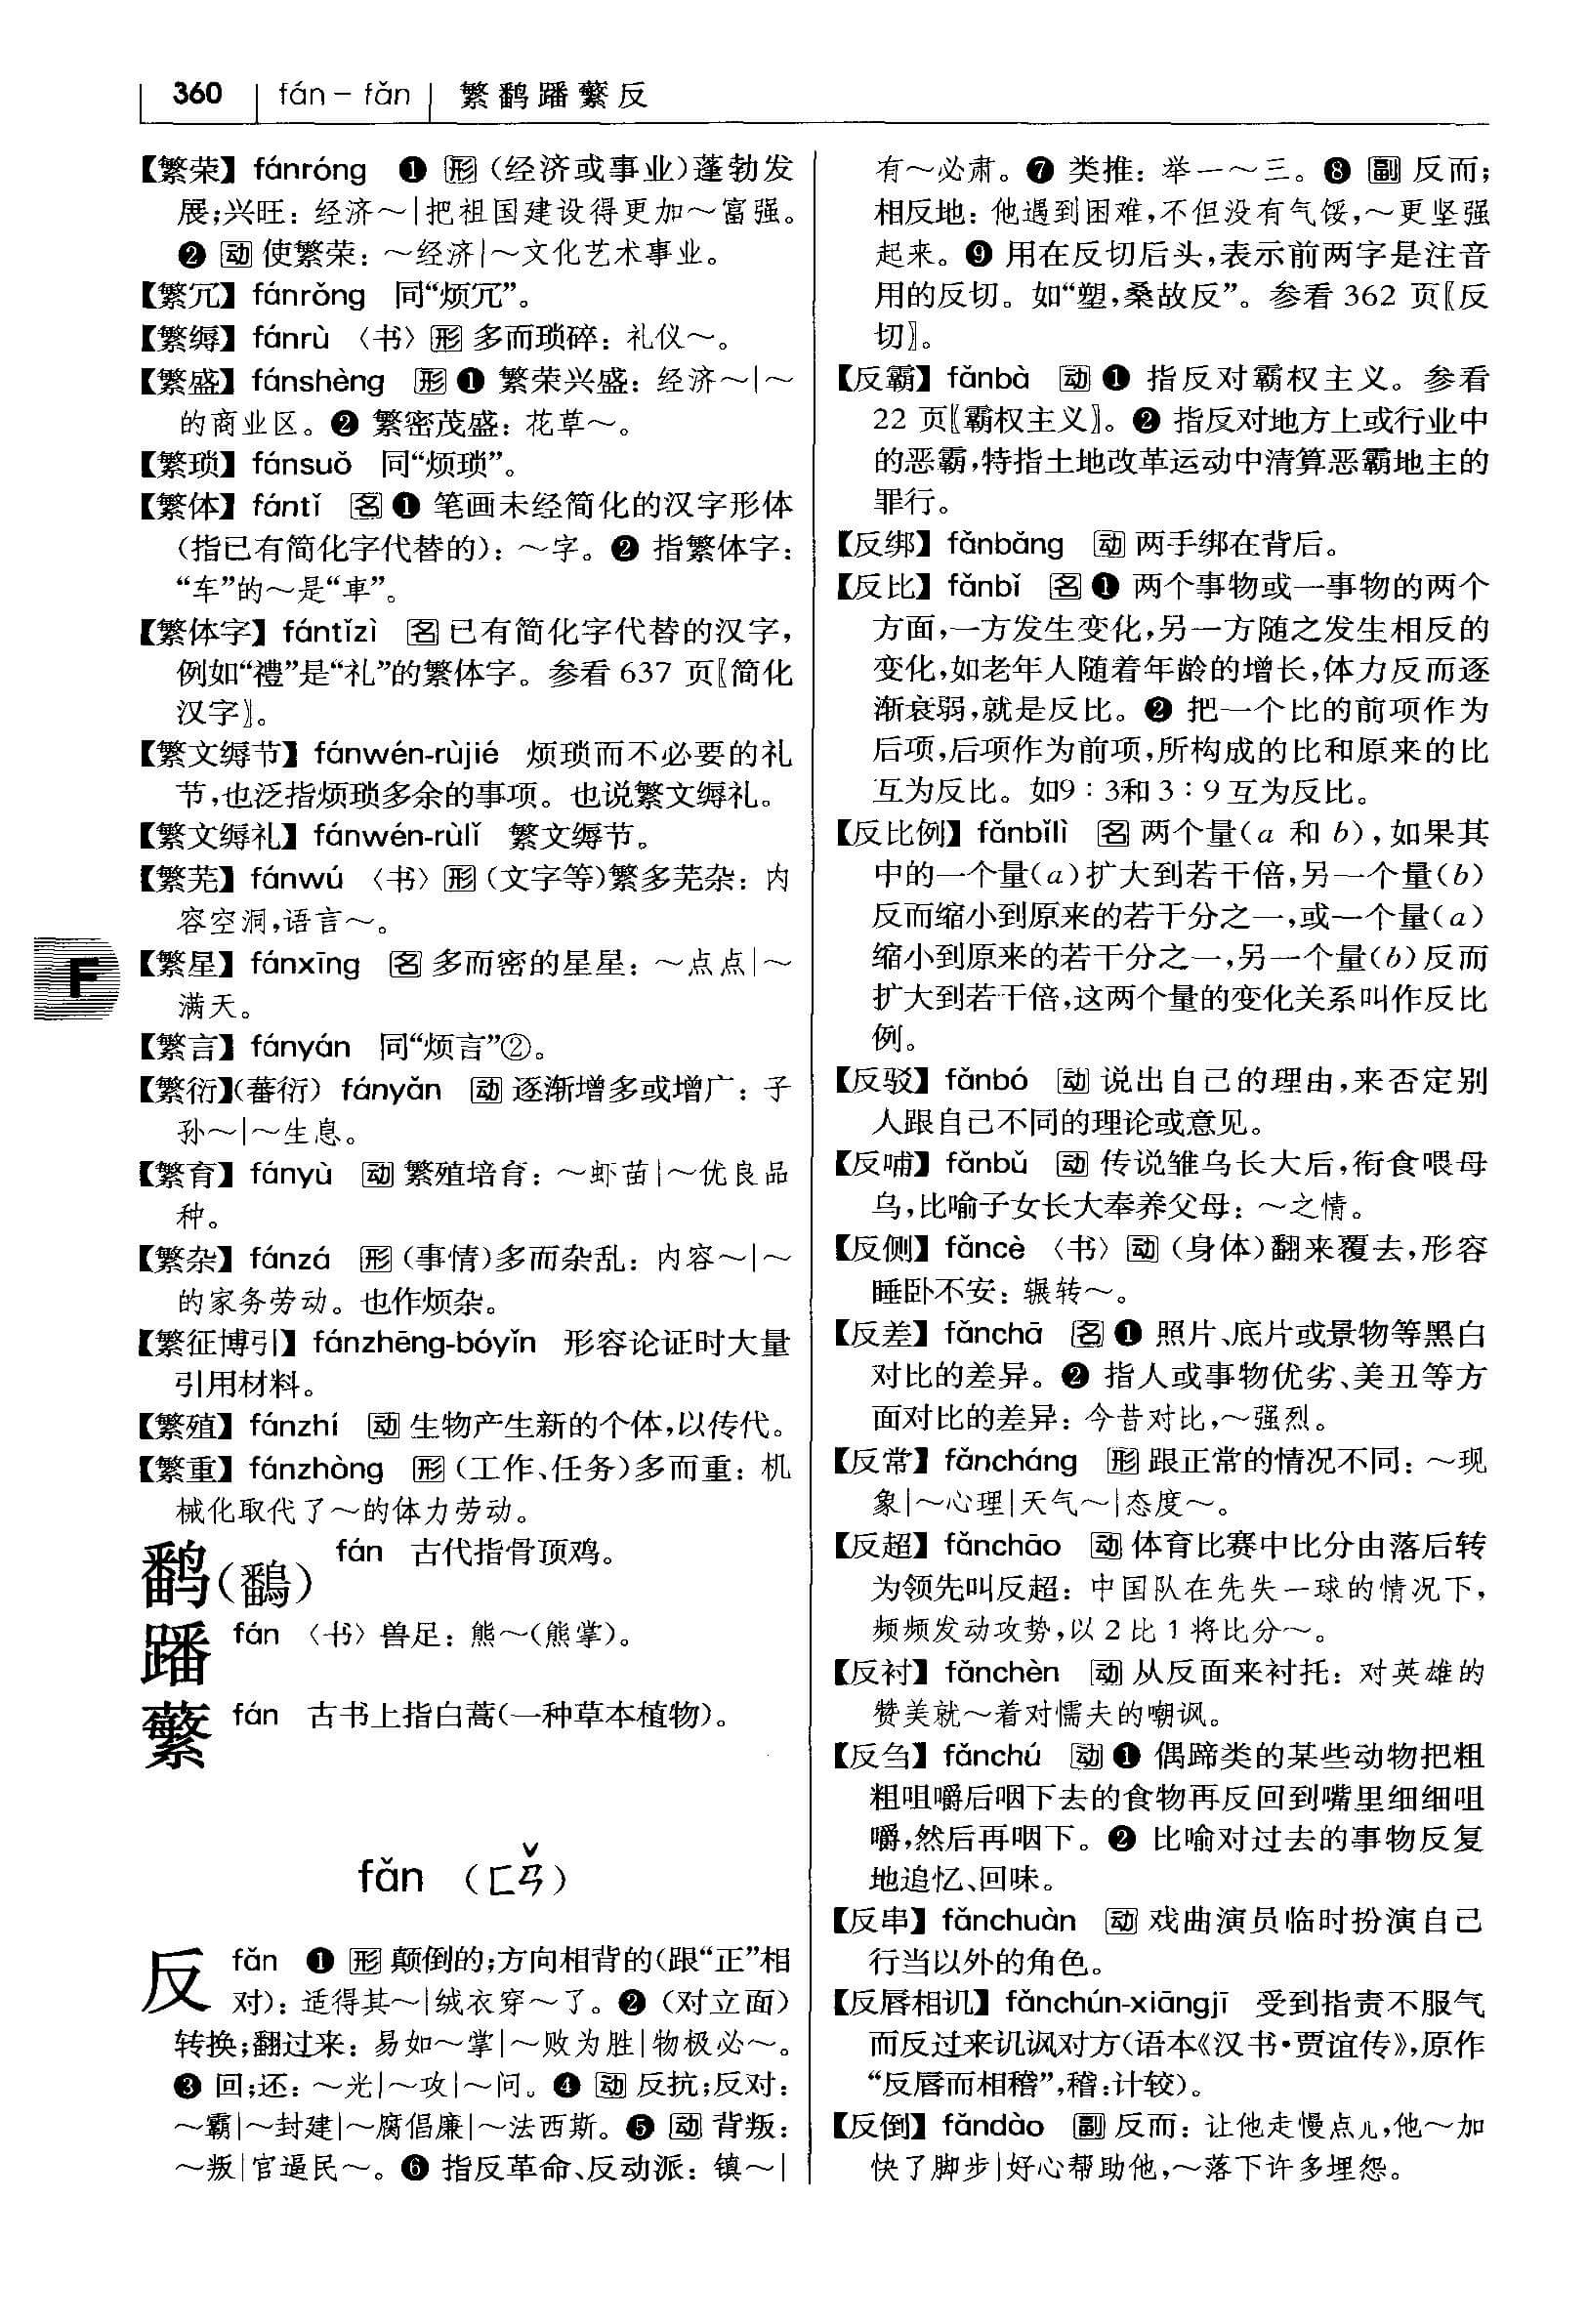 360 fán－fǎn 繁鹬蹯蘩反
【繁荣】 fánróng ❶ 形 (经济或事业)蓬勃发
展;兴旺：经济～|把祖国建设得更加～富强。
❷ 动 使繁荣：～经济|～文化艺术事业。
【繁冗】 fánrǒng 同“烦冗”。
【繁缛】 fánrù 〈书〉 形 多而琐碎：礼仪～。
【繁盛】 fánshèng 形 ❶ 繁荣兴盛：经济～|～
的商业区。❷ 繁密茂盛：花草～。
【繁琐】 fánsuǒ 同“烦琐”。
【繁体】 fántǐ 名 ❶ 笔画未经简化的汉字形体
(指已有简化字代替的)：～字。❷ 指繁体字：
“车”的～是“車”。
【繁体字】 fántǐzì 名 已有简化字代替的汉字，
例如“禮”是“礼”的繁体字。参看 637 页〖简化
汉字〗。
【繁文缛节】 fánwén-rùjié 烦琐而不必要的礼
节,也泛指烦琐多余的事项。也说繁文缛礼。
【繁文缛礼】 fánwén-rùlǐ 繁文缛节。
【繁芜】 fánwú 〈书〉 形 (文字等)繁多芜杂：内
容空洞,语言～。
F
【繁星】 fánxīng 名 多而密的星星：～点点|～
满天。
【繁言】 fányán 同“烦言”②。
【繁衍】(蕃衍) fányǎn 动 逐渐增多或增广：子
孙～|～生息。
【繁育】 fányù 动 繁殖培育：～虾苗|～优良品
种。
【繁杂】 fánzá 形 (事情)多而杂乱：内容～|～
的家务劳动。也作烦杂。
【繁征博引】 fánzhēng-bóyǐn 形容论证时大量
引用材料。
【繁殖】 fánzhí 动 生物产生新的个体,以传代。
【繁重】 fánzhòng 形 (工作、任务)多而重：机
械化取代了～的体力劳动。
鹬(鷭) fán 古代指骨顶鸡。
蹯 fán 〈书〉 兽足：熊～(熊掌)。
蘩 fán 古书上指白蒿(一种草本植物)。
fǎn (ㄈㄢˇ)
反 fǎn ❶ 形 颠倒的;方向相背的(跟“正”相
对)：适得其～|绒衣穿～了。❷ (对立面)
转换;翻过来：易如～掌|～败为胜|物极必～。
❸ 回;还：～光|～攻|～问。❹ 动 反抗;反对：
～霸|～封建|～腐倡廉|～法西斯。❺ 动 背叛：
～叛|官逼民～。❻ 指反革命、反动派：镇～|
有～必肃。❼ 类推：举一～三。❽ 副 反而;
相反地：他遇到困难,不但没有气馁,～更坚强
起来。❾ 用在反切后头,表示前两字是注音
用的反切。如“塑,桑故反”。参看 362 页〖反
切〗。
【反霸】 fǎnbà 动 ❶ 指反对霸权主义。参看
22 页〖霸权主义〗。❷ 指反对地方上或行业中
的恶霸,特指土地改革运动中清算恶霸地主的
罪行。
【反绑】 fǎnbǎng 动 两手绑在背后。
【反比】 fǎnbǐ 名 ❶ 两个事物或一事物的两个
方面,一方发生变化,另一方随之发生相反的
变化,如老年人随着年龄的增长,体力反而逐
渐衰弱,就是反比。❷ 把一个比的前项作为
后项,后项作为前项,所构成的比和原来的比
互为反比。如9∶3和3∶9互为反比。
【反比例】 fǎnbǐlì 名 两个量(a 和 b),如果其
中的一个量(a)扩大到若干倍,另一个量(b)
反而缩小到原来的若干分之一,或一个量(a)
缩小到原来的若干分之一,另一个量(b)反而
扩大到若干倍,这两个量的变化关系叫作反比
例。
【反驳】 fǎnbó 动 说出自己的理由,来否定别
人跟自己不同的理论或意见。
【反哺】 fǎnbǔ 动 传说雏乌长大后,衔食喂母
乌,比喻子女长大奉养父母：～之情。
【反侧】 fǎncè 〈书〉 动 (身体)翻来覆去,形容
睡卧不安：辗转～。
【反差】 fǎnchā 名 ❶ 照片、底片或景物等黑白
对比的差异。❷ 指人或事物优劣、美丑等方
面对比的差异：今昔对比,～强烈。
【反常】 fǎncháng 形 跟正常的情况不同：～现
象|～心理|天气～|态度～。
【反超】 fǎnchāo 动 体育比赛中比分由落后转
为领先叫反超：中国队在先失一球的情况下,
频频发动攻势,以 2 比 1 将比分～。
【反衬】 fǎnchèn 动 从反面来衬托：对英雄的
赞美就～着对懦夫的嘲讽。
【反刍】 fǎnchú 动 ❶ 偶蹄类的某些动物把粗
粗咀嚼后咽下去的食物再反回到嘴里细细咀
嚼,然后再咽下。❷ 比喻对过去的事物反复
地追忆、回味。
【反串】 fǎnchuàn 动 戏曲演员临时扮演自己
行当以外的角色。
【反唇相讥】 fǎnchún-xiāngjī 受到指责不服气
而反过来讥讽对方(语本《汉书·贾谊传》,原作
“反唇而相稽”,稽:计较)。
【反倒】 fǎndào 副 反而：让他走慢点儿,他～加
快了脚步|好心帮助他,～落下许多埋怨。